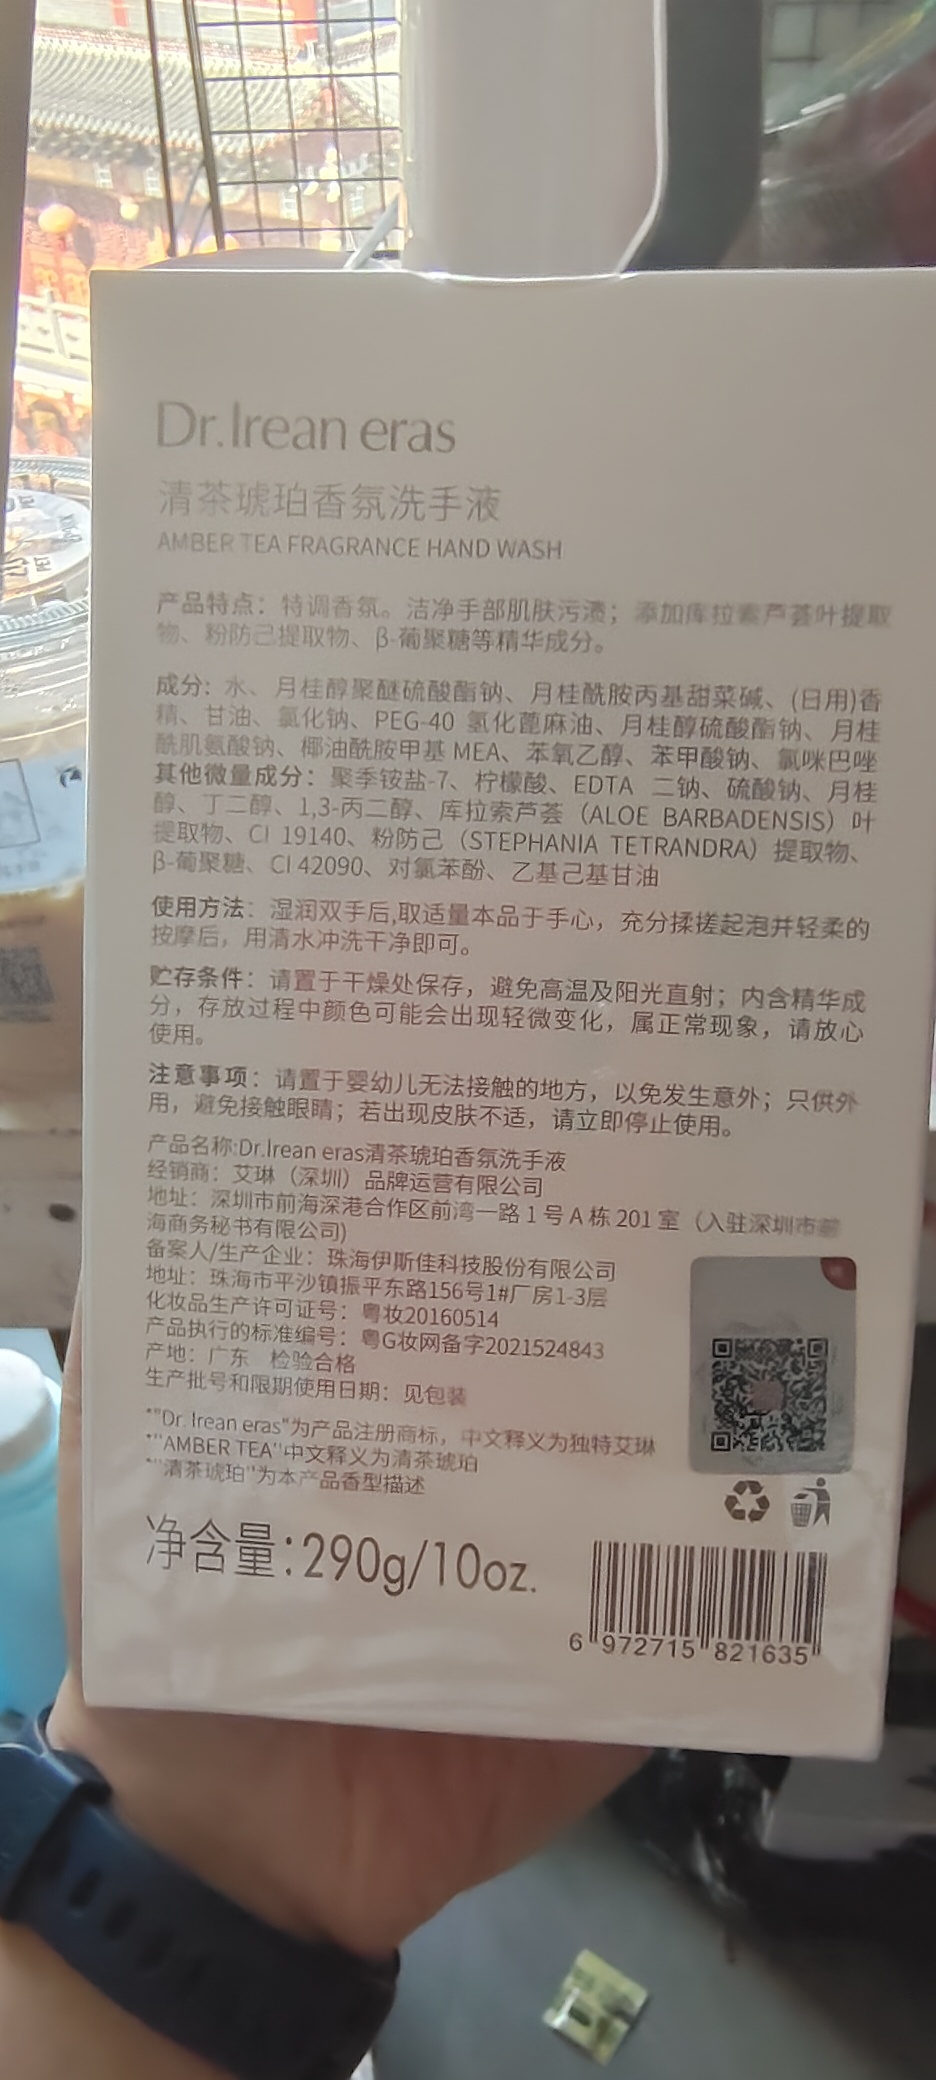 Dr.Irean eras
清茶琥珀香氛洗手液
AMBER TEA FRAGRANCE HAND WASH
产品特点：特调香氛。洁净手部肌肤污渍；添加库拉索芦荟叶提取
物、粉防己提取物、β-葡聚糖等精华成分。
成分: 水、月桂醇聚醚硫酸酯钠、月桂酰胺丙基甜菜碱、(日用)香
精、甘油、氯化钠、PEG-40 氢化蓖麻油、月桂醇硫酸酯钠、月桂
酰肌氨酸钠、椰油酰胺甲基 MEA、苯氧乙醇、苯甲酸钠、氯咪巴唑
其他微量成分：聚季铵盐-7、柠檬酸、EDTA 二钠、硫酸钠、月桂
醇、丁二醇、1,3-丙二醇、库拉索芦荟（ALOE BARBADENSIS）叶
提取物、CI 19140、粉防己（STEPHANIA TETRANDRA）提取物、
β-葡聚糖、CI 42090、对氯苯酚、乙基己基甘油
使用方法：湿润双手后,取适量本品于手心，充分揉搓起泡并轻柔的
按摩后，用清水冲洗干净即可。
贮存条件：请置于干燥处保存，避免高温及阳光直射；内含精华成
分，存放过程中颜色可能会出现轻微变化，属正常现象，请放心
使用。
注意事项：请置于婴幼儿无法接触的地方，以免发生意外；只供外
用，避免接触眼睛；若出现皮肤不适，请立即停止使用。
产品名称:Dr.Irean eras清茶琥珀香氛洗手液
经销商：艾琳（深圳）品牌运营有限公司
地址：深圳市前海深港合作区前湾一路 1 号 A 栋 201 室（入驻深圳市前
海商务秘书有限公司)
备案人/生产企业：珠海伊斯佳科技股份有限公司
地址：珠海市平沙镇振平东路156号1#厂房1-3层
化妆品生产许可证号：粤妆20160514
产品执行的标准编号：粤G妆网备字2021524843
产地：广东 检验合格
生产批号和限期使用日期：见包装
*"Dr. Irean eras"为产品注册商标，中文释义为独特艾琳
*"AMBER TEA"中文释义为清茶琥珀
*"清茶琥珀"为本产品香型描述
净含量:290g/10oz.
6 972715 821635